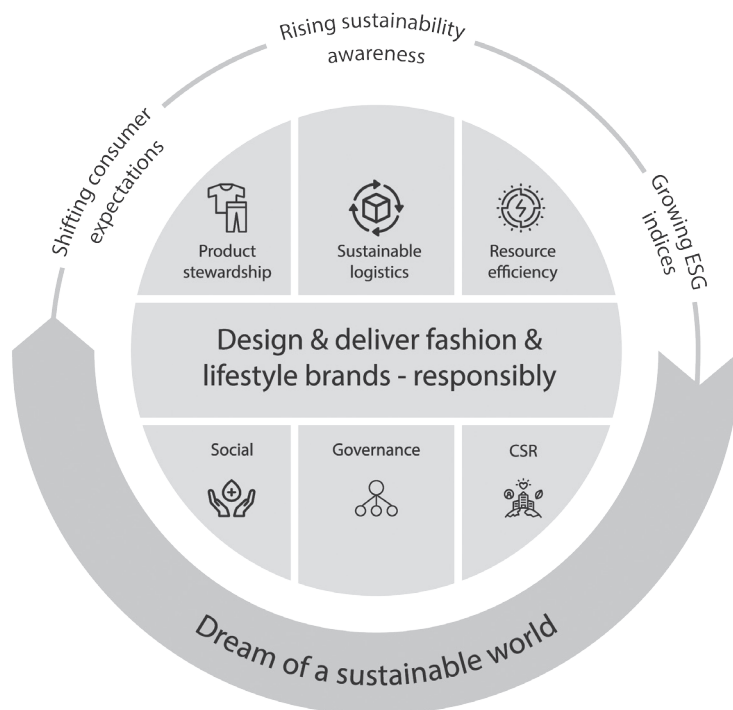 Rising sustainability
awareness
Shifting consumer
expectations
Growing ESG
indices
Product
stewardship
Sustainable
logistics
Resource
efficiency
Design & deliver fashion &
lifestyle brands - responsibly
Social
Governance
CSR
Dream of a sustainable world